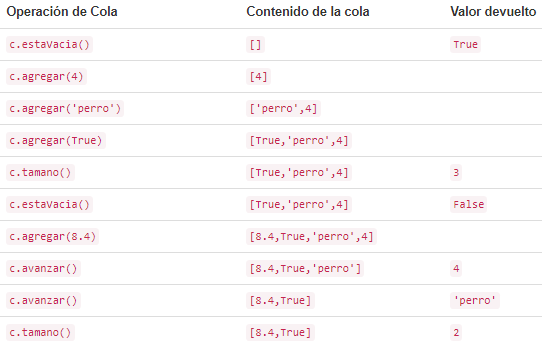 Operación de Cola Contenido de la cola Valor devuelto
c.estaVacia() [] True
c.agregar(4) [4]
c.agregar('perro') ['perro',4]
c.agregar(True) [True,'perro',4]
c.tamano() [True,'perro',4] 3
c.estaVacia() [True,'perro',4] False
c.agregar(8.4) [8.4,True,'perro',4]
c.avanzar() [8.4,True,'perro'] 4
c.avanzar() [8.4,True] 'perro'
c.tamano() [8.4,True] 2